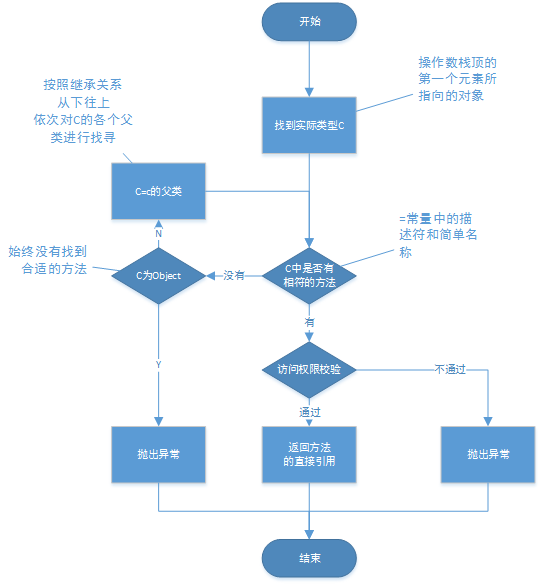 开始
操作数栈顶的
第一个元素所
指向的对象
找到实际类型C
按照继承关系
从下往上
依次对C的各个父
类进行找寻
C=c的父类
=常量中的描
述符和简单名
称
N
始终没有找到
合适的方法
C为Object
没有
C中是否有
相符的方法
有
Y
访问权限校验
不通过
通过
抛出异常
返回方法
的直接引用
抛出异常
结束